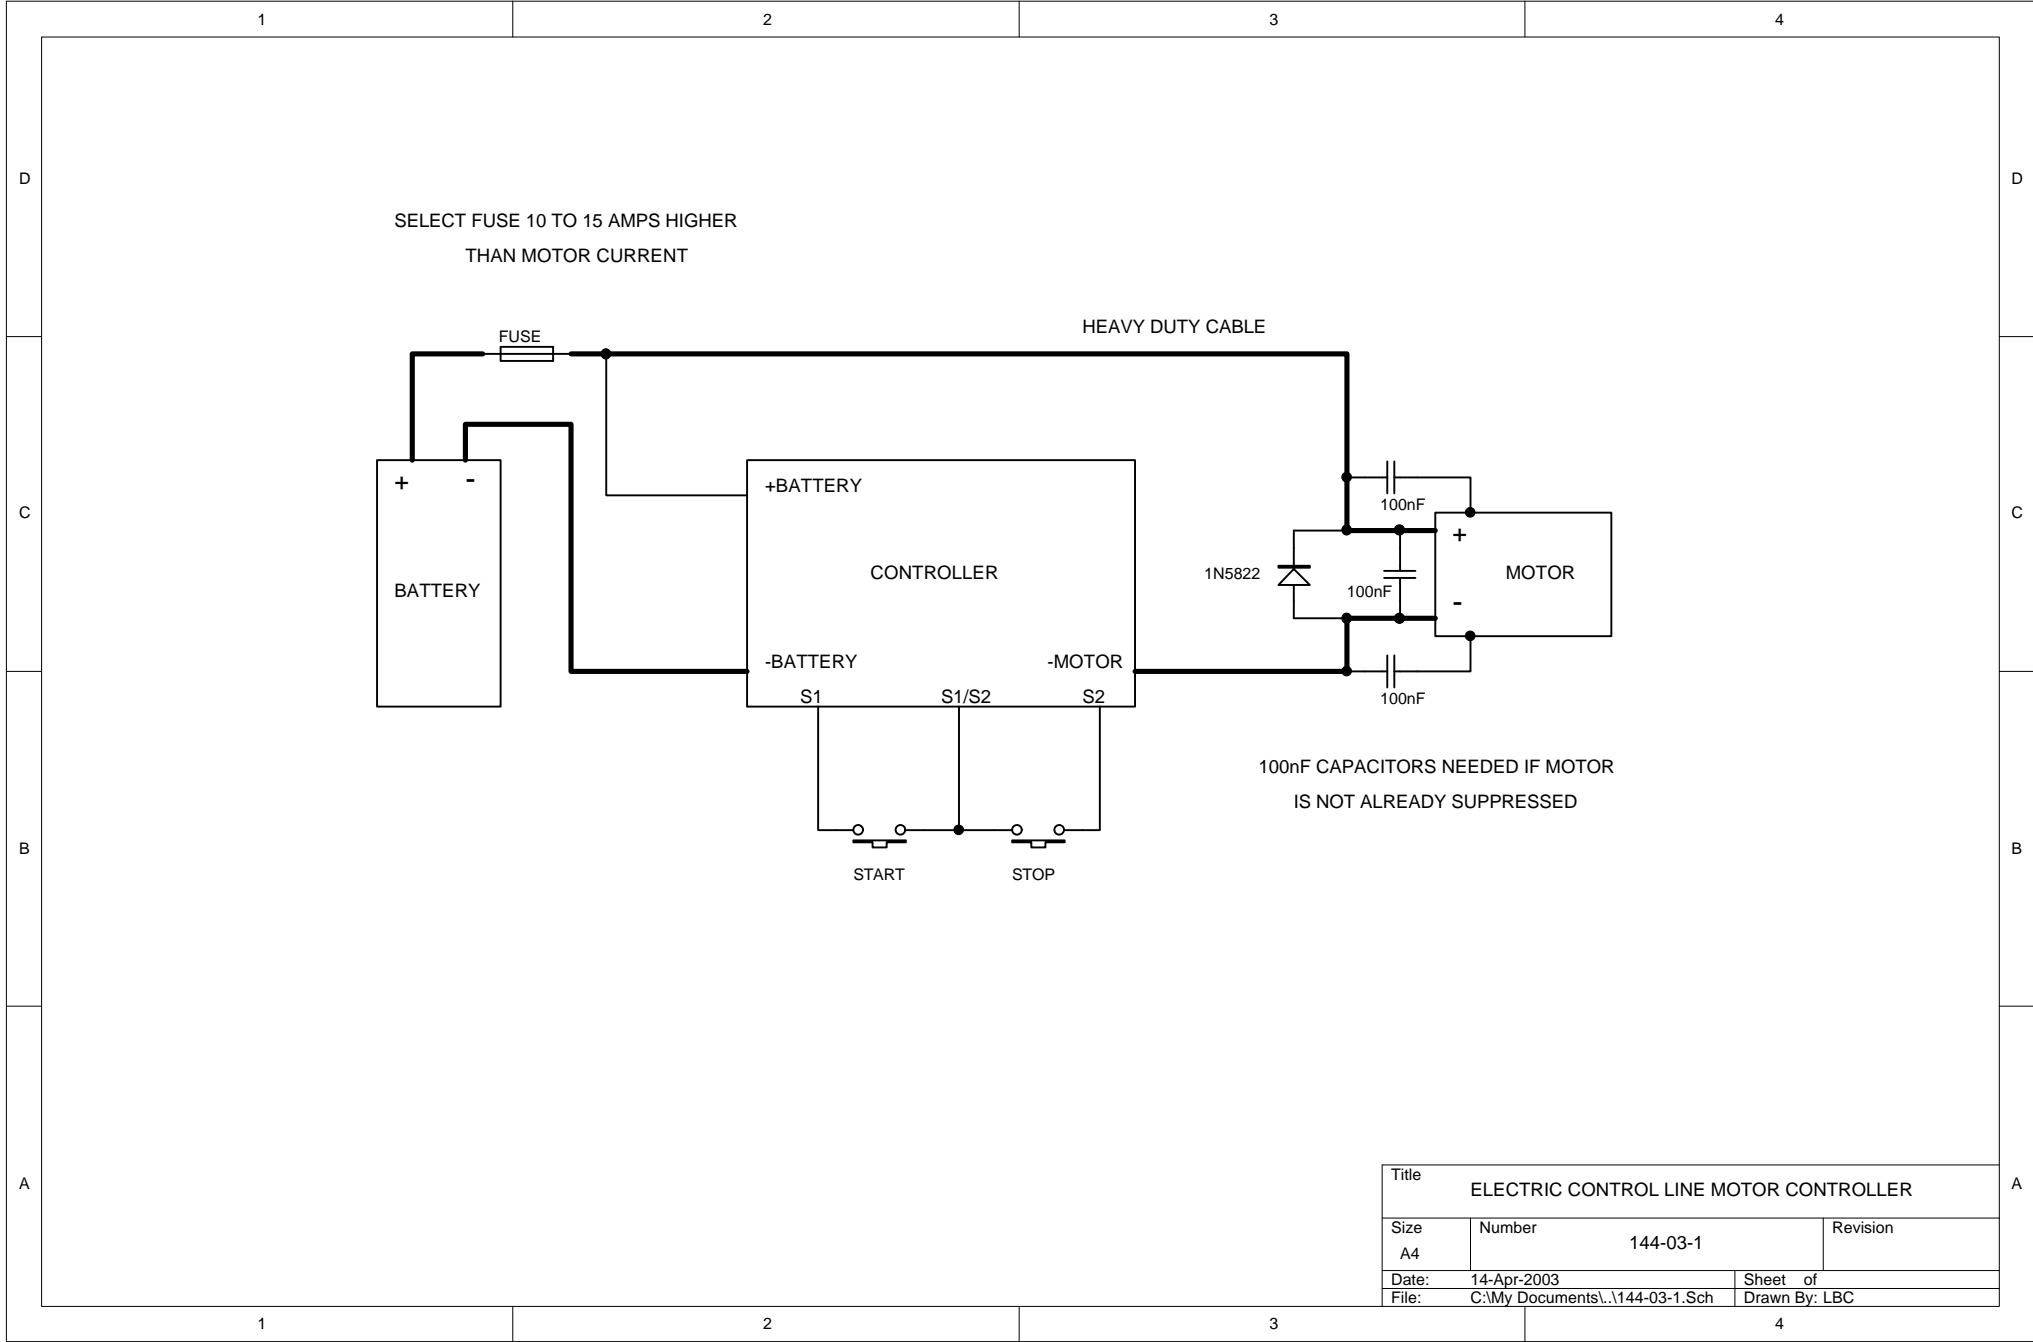 1 2 3 4
D D
SELECT FUSE 10 TO 15 AMPS HIGHER
THAN MOTOR CURRENT
HEAVY DUTY CABLE
FUSE
+ -
BATTERY
+BATTERY
CONTROLLER
-BATTERY
-MOTOR
S1 S1/S2 S2
START STOP
C C
100nF
1N5822
100nF
+
MOTOR
-
100nF
100nF CAPACITORS NEEDED IF MOTOR
IS NOT ALREADY SUPPRESSED
B B
A A
Title
ELECTRIC CONTROL LINE MOTOR CONTROLLER
Size Number Revision
A4 144-03-1
Date: 14-Apr-2003 Sheet of
File: C:\My Documents\..\144-03-1.Sch Drawn By: LBC
1 2 3 4